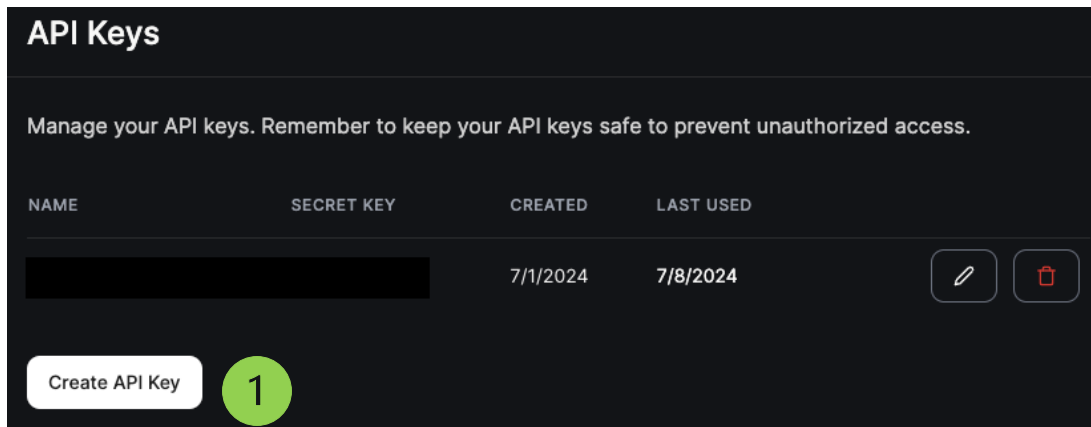 API Keys
Manage your API keys. Remember to keep your API keys safe to prevent unauthorized access.
NAME SECRET KEY CREATED LAST USED
7/1/2024 7/8/2024
Create API Key 1